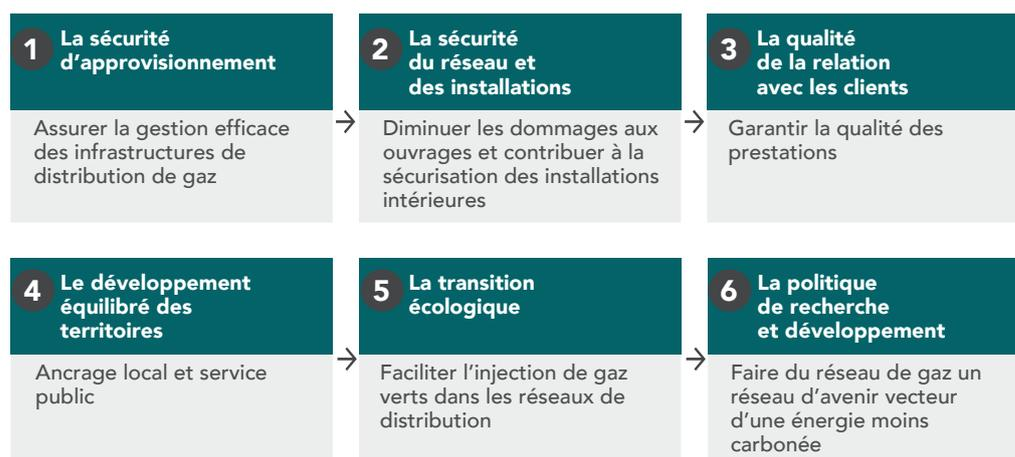 1
La sécurité
d’approvisionnement
Assurer la gestion efficace
des infrastructures de
distribution de gaz
2
La sécurité
du réseau et
des installations
Diminuer les dommages aux
ouvrages et contribuer à la
sécurisation des installations
intérieures
3
La qualité
de la relation
avec les clients
Garantir la qualité des
prestations
4
Le développement
équilibré des
territoires
Ancrage local et service
public
5
La transition
écologique
Faciliter l’injection de gaz
verts dans les réseaux de
distribution
6
La politique
de recherche
et développement
Faire du réseau de gaz un
réseau d’avenir vecteur
d’une énergie moins
carbonée